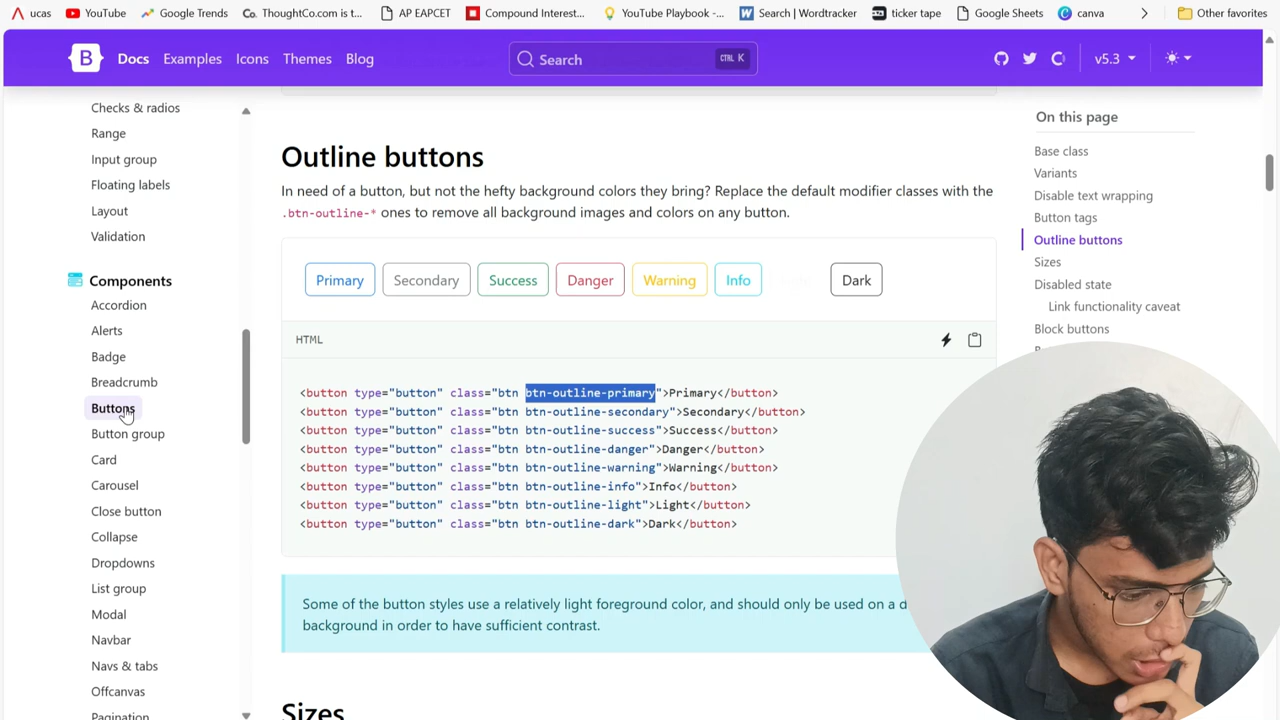 ucas YouTube Google Trends Co. ThoughtCo.com is t... AP EAPCET Compound Interest... YouTube Playbook -... W Search | Wordtracker ticker tape Google Sheets canva Other favorites
B Docs Examples Icons Themes Blog Search CTRL K v5.3
Checks & radios
Range
Input group
Floating labels
Layout
Validation
Components
Accordion
Alerts
Badge
Breadcrumb
Buttons
Button group
Card
Carousel
Close button
Collapse
Dropdowns
List group
Modal
Navbar
Navs & tabs
Offcanvas
Pagination
Outline buttons
In need of a button, but not the hefty background colors they bring? Replace the default modifier classes with the
.btn-outline-* ones to remove all background images and colors on any button.
Primary Secondary Success Danger Warning Info Light Dark
HTML
<button type="button" class="btn btn-outline-primary">Primary</button>
<button type="button" class="btn btn-outline-secondary">Secondary</button>
<button type="button" class="btn btn-outline-success">Success</button>
<button type="button" class="btn btn-outline-danger">Danger</button>
<button type="button" class="btn btn-outline-warning">Warning</button>
<button type="button" class="btn btn-outline-info">Info</button>
<button type="button" class="btn btn-outline-light">Light</button>
<button type="button" class="btn btn-outline-dark">Dark</button>
Some of the button styles use a relatively light foreground color, and should only be used on a d
background in order to have sufficient contrast.
Sizes
On this page
Base class
Variants
Disable text wrapping
Button tags
Outline buttons
Sizes
Disabled state
Link functionality caveat
Block buttons